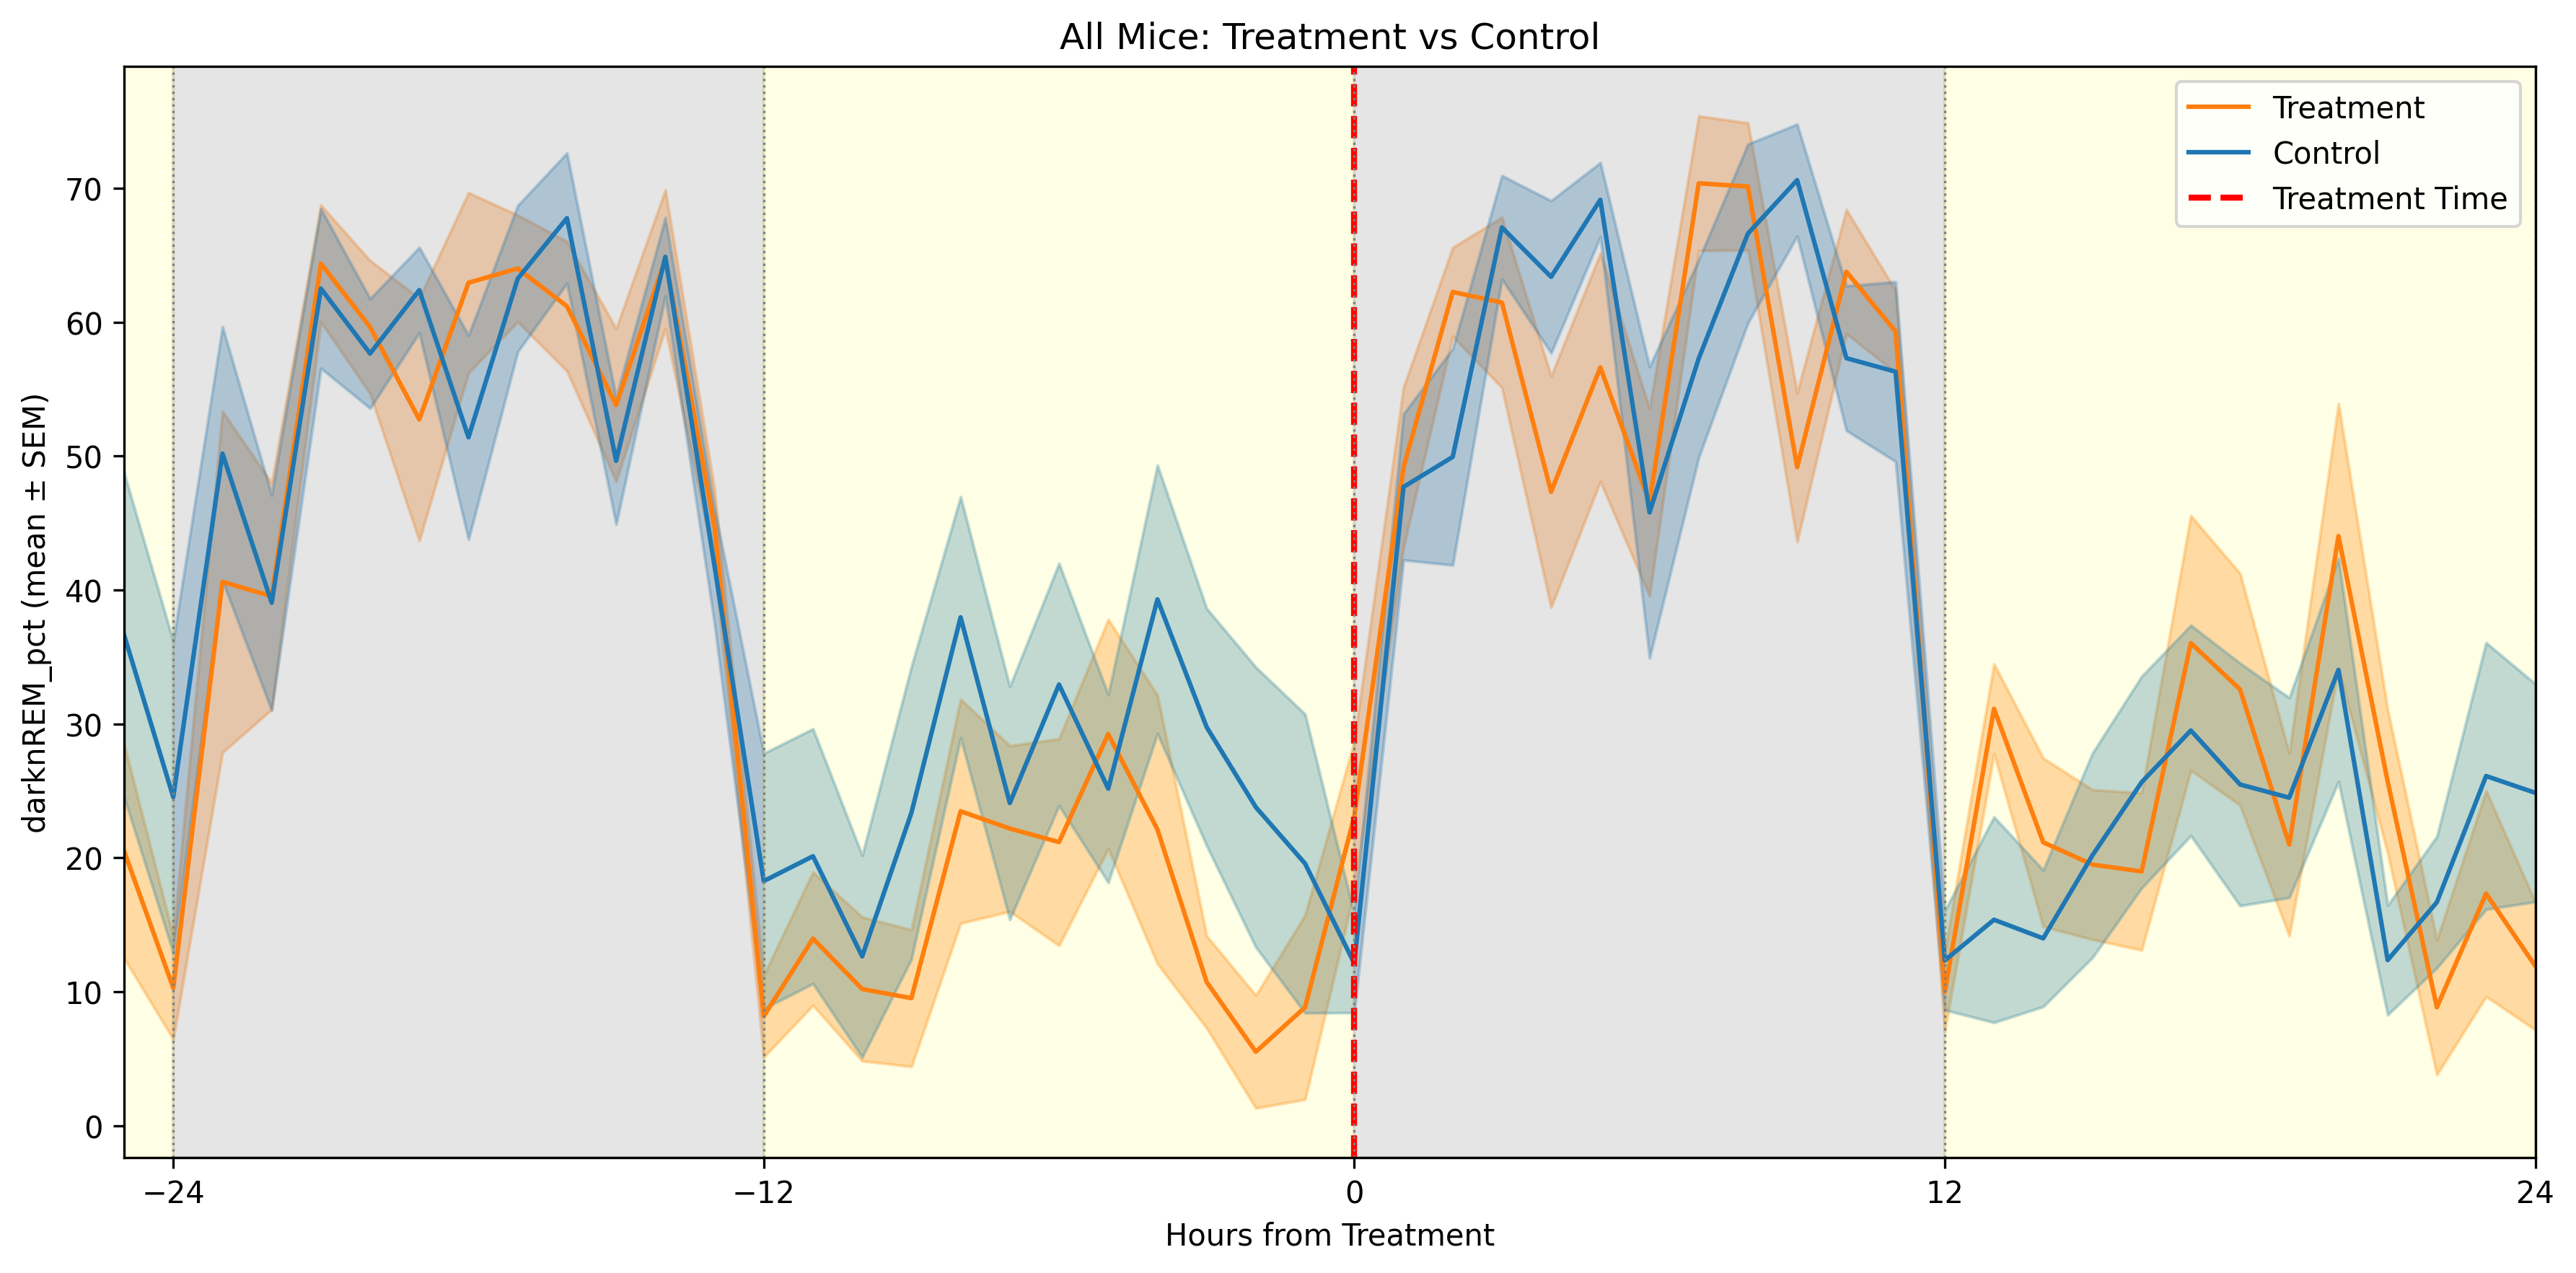 All Mice: Treatment vs Control
darknREM_pct (mean ± SEM)
70
60
50
40
30
20
10
0
Treatment
Control
Treatment Time
−24
−12
0
12
24
Hours from Treatment